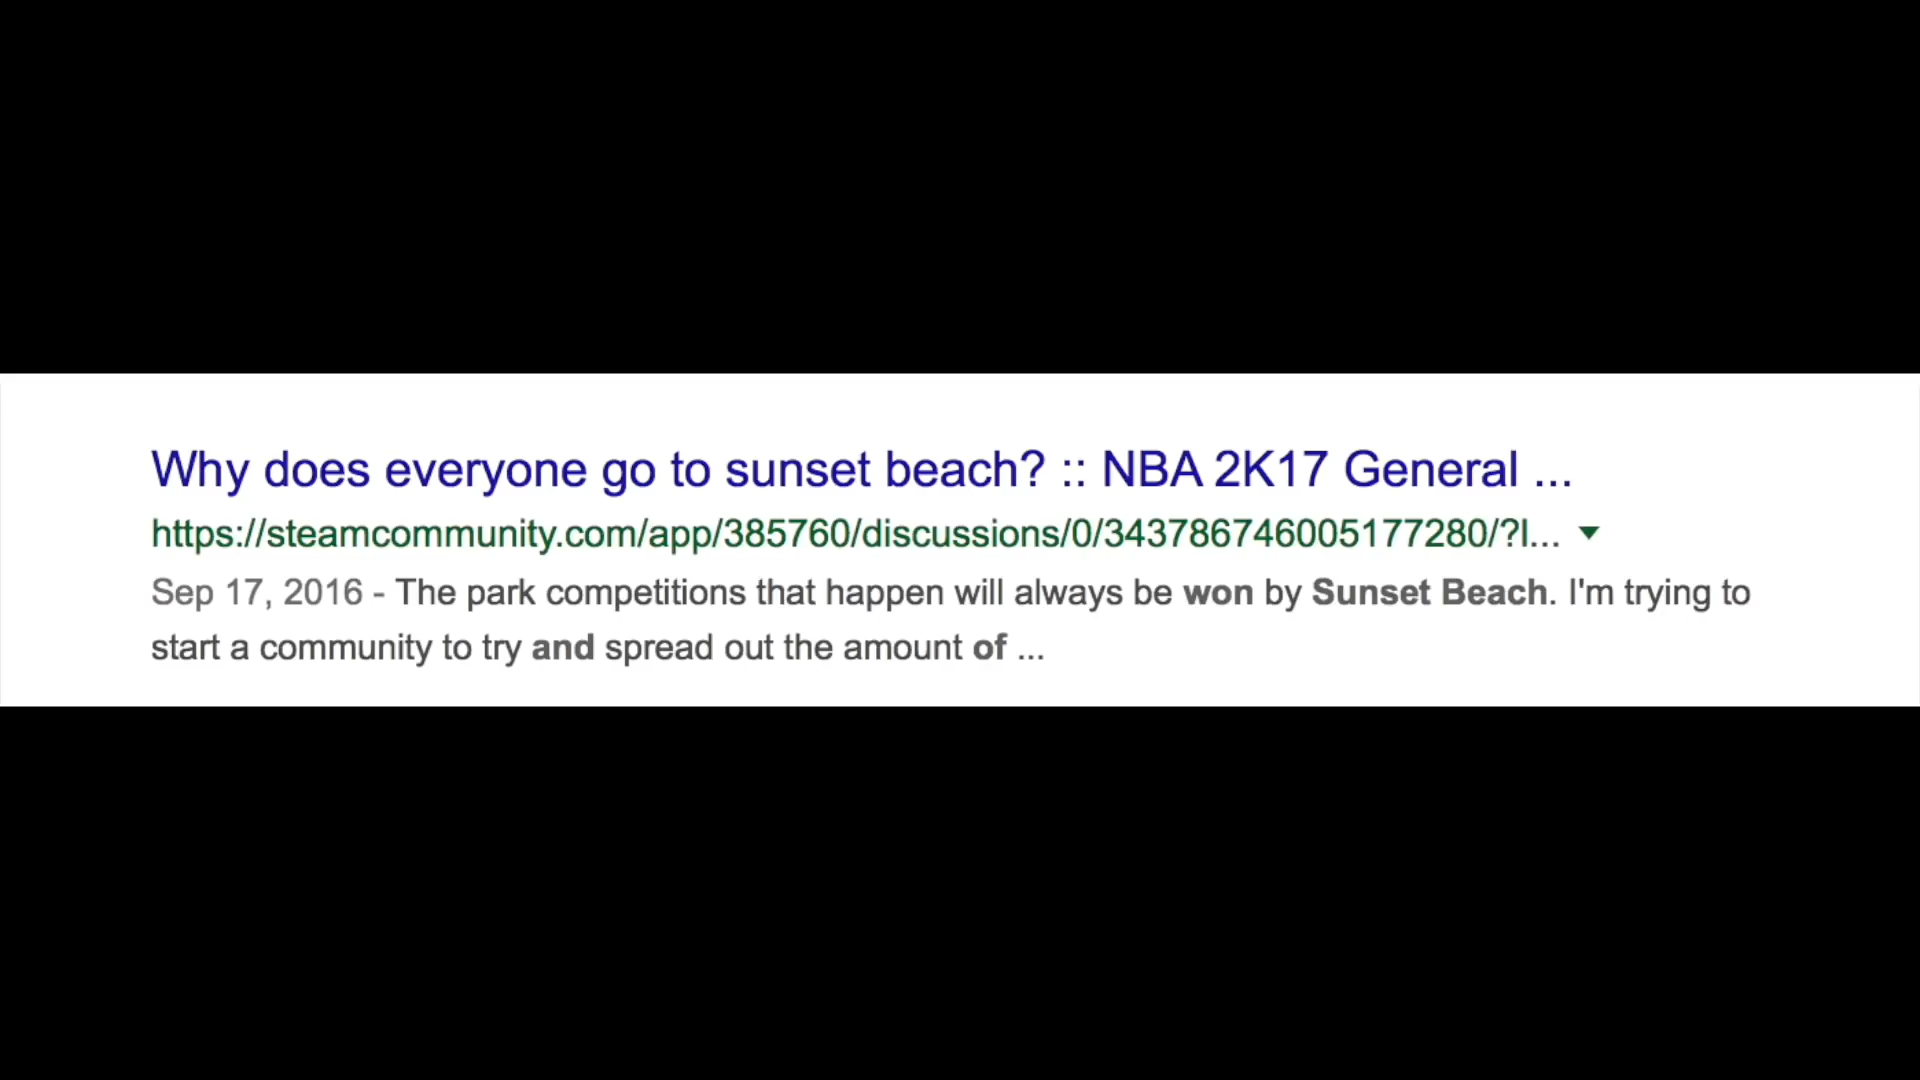 Why does everyone go to sunset beach? :: NBA 2K17 General ...
https://steamcommunity.com/app/385760/discussions/0/343786746005177280/?l... ▼
Sep 17, 2016 - The park competitions that happen will always be won by Sunset Beach. I'm trying to
start a community to try and spread out the amount of ...